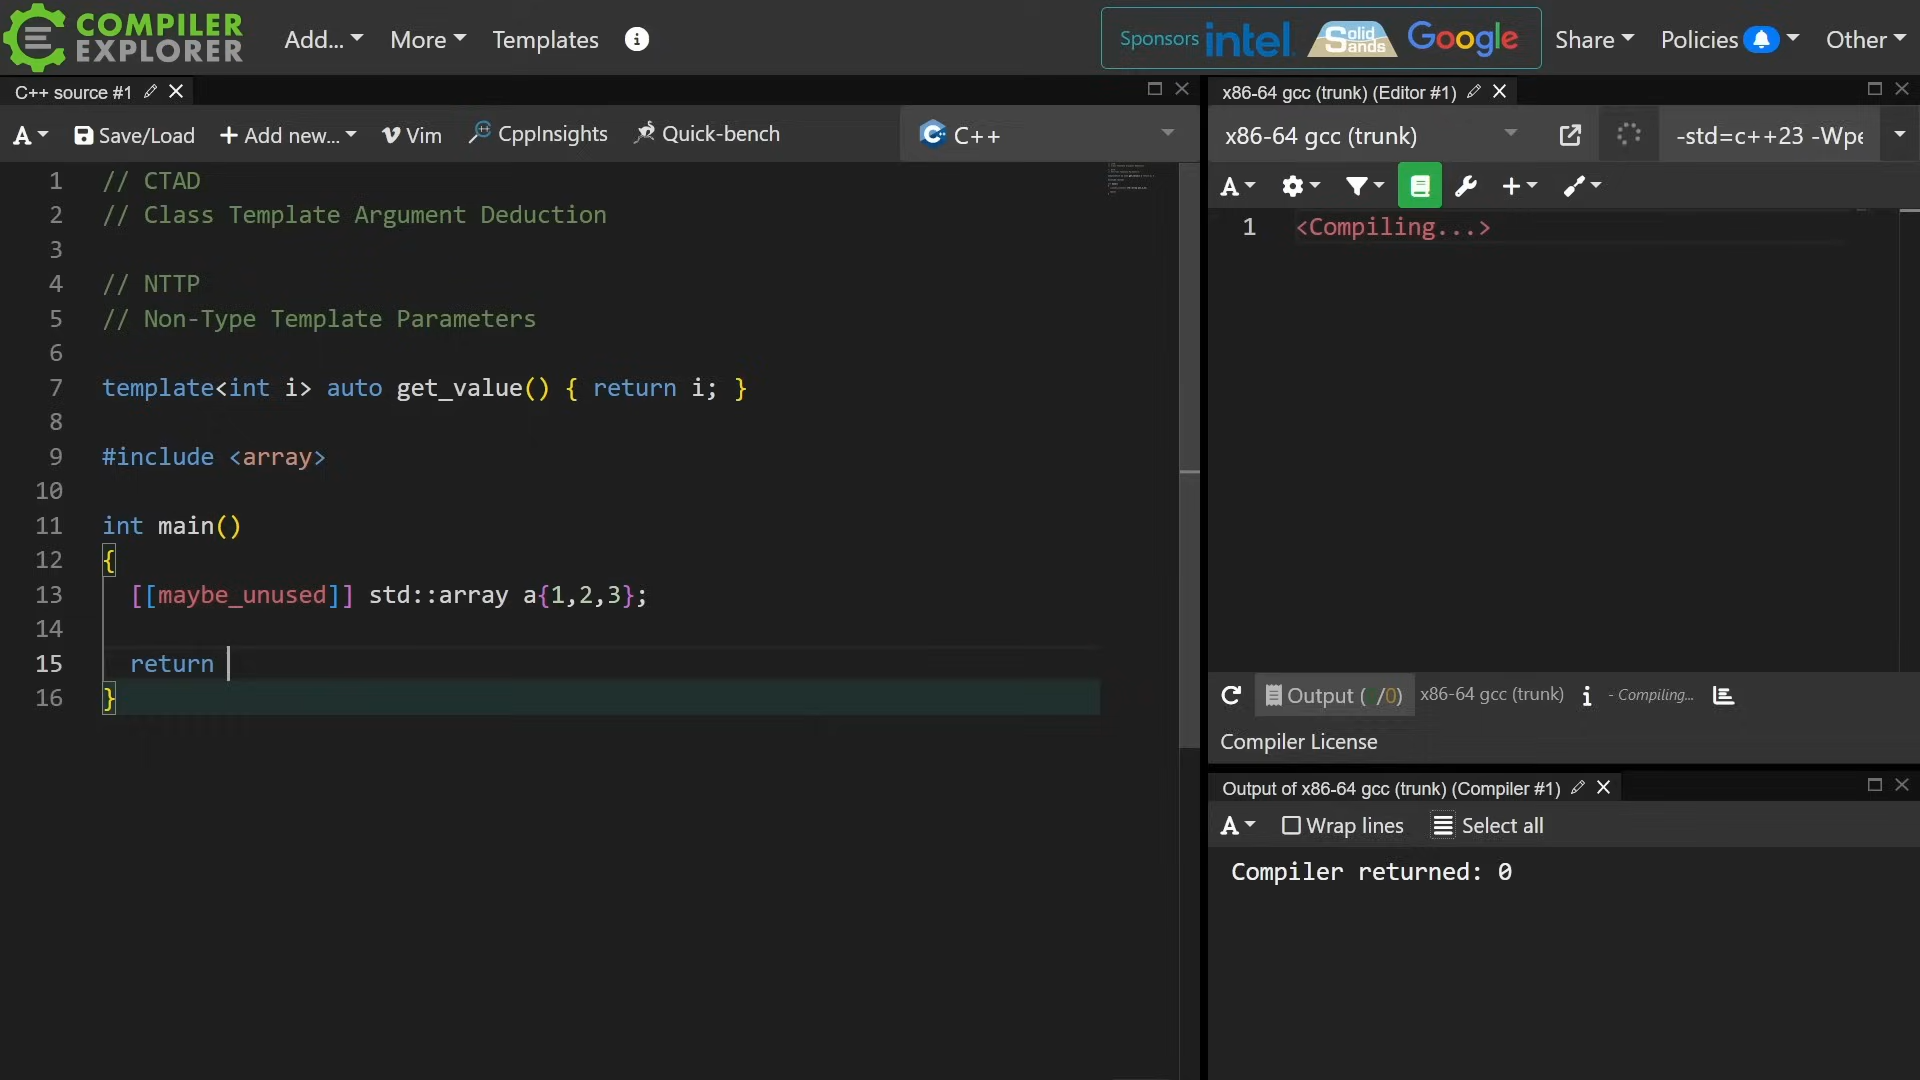 COMPILER EXPLORER
Add...
More
Templates
Sponsors intel Solid Sands Google
Share
Policies
Other
C++ source #1
A
Save/Load
Add new...
Vim
CppInsights
Quick-bench
C++
1 // CTAD
2 // Class Template Argument Deduction
3
4 // NTTP
5 // Non-Type Template Parameters
6
7 template<int i> auto get_value() { return i; }
8
9 #include <array>
10
11 int main()
12 {
13 [[maybe_unused]] std::array a{1,2,3};
14
15 return
16 }
x86-64 gcc (trunk) (Editor #1)
x86-64 gcc (trunk)
-std=c++23 -Wpe
A
1 <Compiling...>
Output ( /0) x86-64 gcc (trunk) - Compiling...
Compiler License
Output of x86-64 gcc (trunk) (Compiler #1)
A
Wrap lines
Select all
Compiler returned: 0